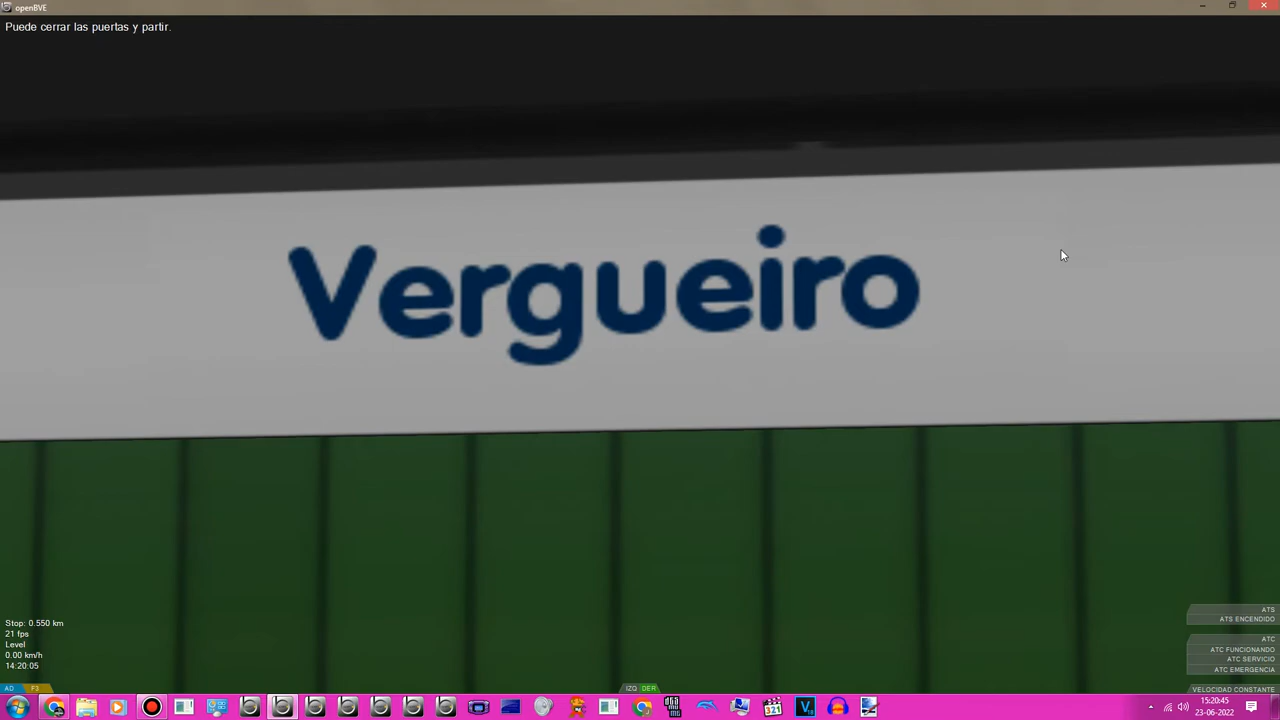 openBVE
Puede cerrar las puertas y partir.
Vergueiro
Stop: 0.550 km
21 fps
Level
0.00 km/h
14:20:05
ATS
ATS ENCENDIDO
ATC
ATC FUNCIONANDO
ATC SERVICIO
ATC EMERGENCIA
VELOCIDAD CONSTANTE
AD F3
IZQ DER
15:20:45
23-06-2022